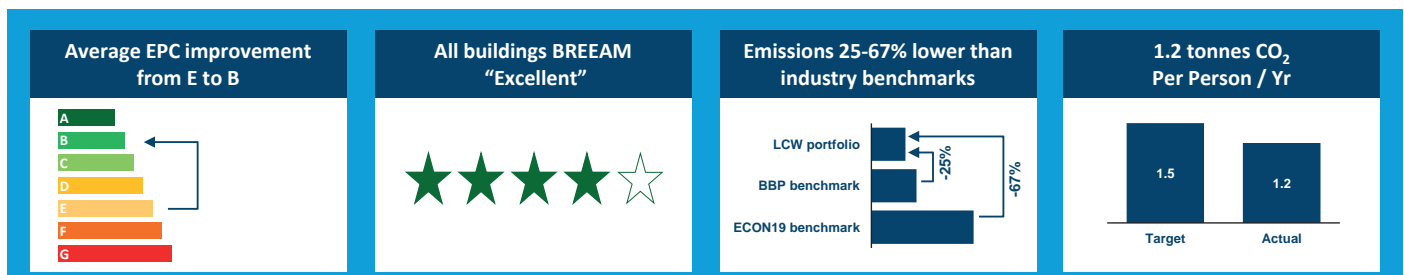 Average EPC improvement
from E to B
A
B
C
D
E
F
G
All buildings BREEAM
“Excellent”
Emissions 25-67% lower than
industry benchmarks
LCW portfolio
BBP benchmark
ECON19 benchmark
-25%
-67%
1.2 tonnes CO₂
Per Person / Yr
1.5
1.2
Target
Actual